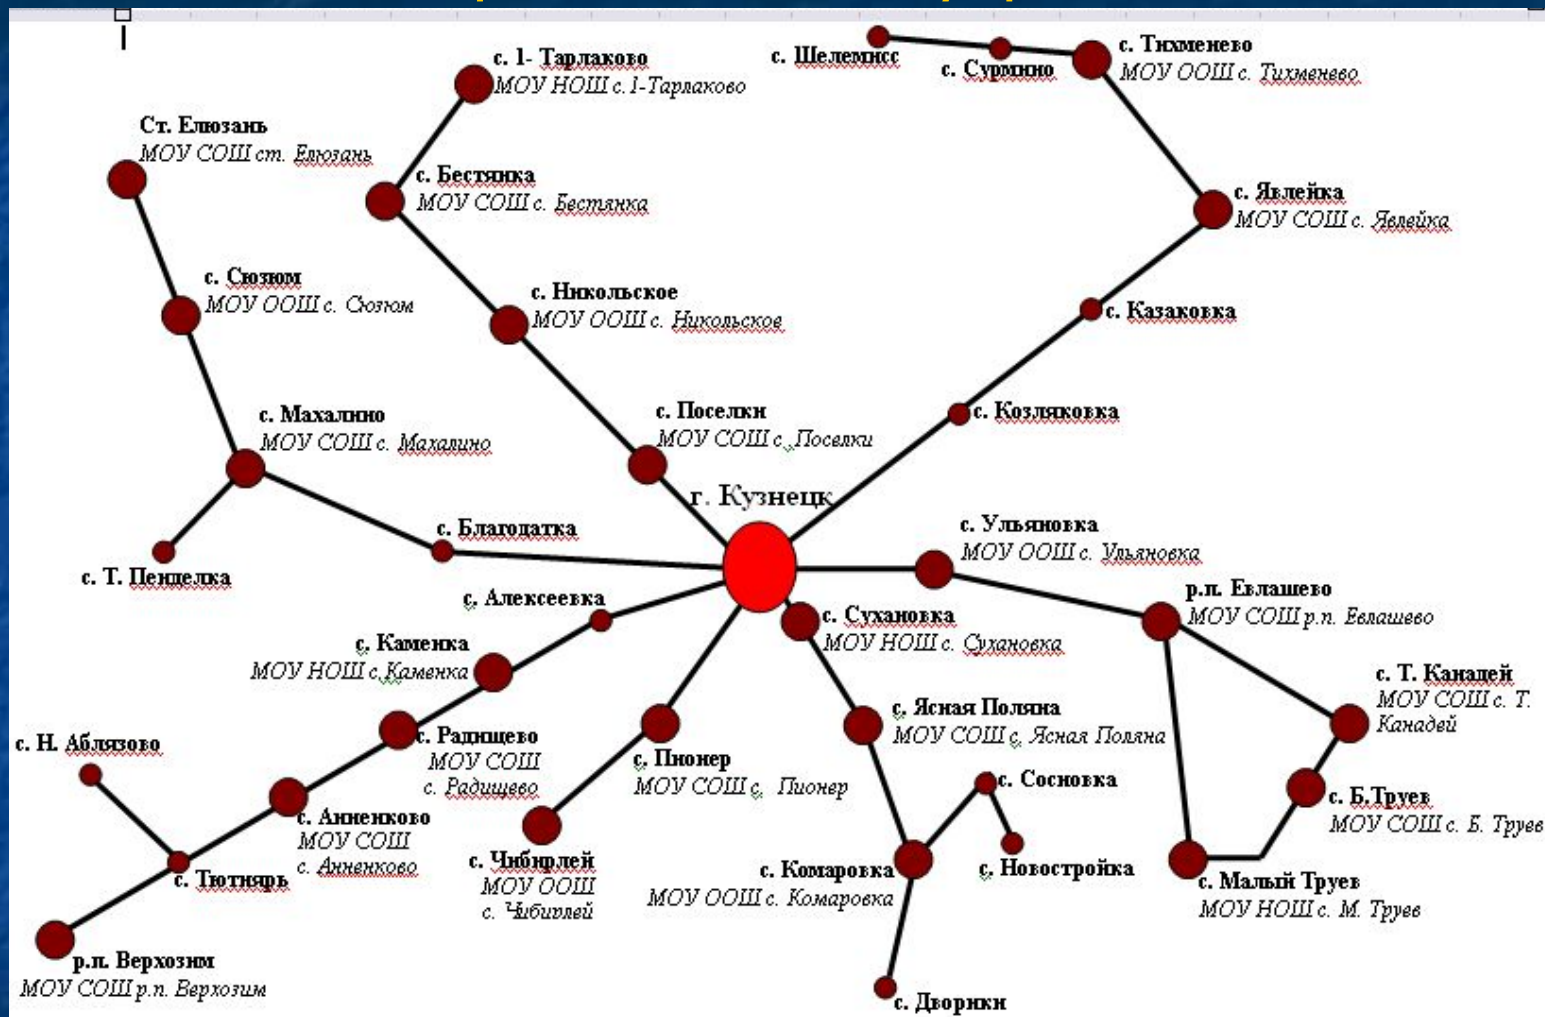 с. 1- Тарлаково
МОУ НОШ с. 1-Тарлаково
с. Шелемисс
с. Сурмино
с. Тихменево
МОУ ООШ с. Тихменево
Ст. Елюзань
МОУ СОШ ст. Елюзань
с. Бестянка
МОУ СОШ с. Бестянка
с. Явлейка
МОУ СОШ с. Явлейка
с. Сюзюм
МОУ ООШ с. Сюзюм
с. Никольское
МОУ ООШ с. Никольское
с. Казаковка
с. Махалино
МОУ СОШ с. Махалино
с. Поселки
МОУ СОШ с. Поселки
с. Козляковка
г. Кузнецк
с. Благодатка
с. Т. Пенделка
с. Ульяновка
МОУ ООШ с. Ульяновка
р.п. Евлашево
МОУ СОШ р.п. Евлашево
с. Алексеевка
с. Сухановка
МОУ НОШ с. Сухановка
с. Каменка
МОУ НОШ с. Каменка
с. Т. Канадей
МОУ СОШ с. Т.
Канадей
с. Ясная Поляна
МОУ СОШ с. Ясная Поляна
с. Н. Аблязово
с. Радищево
МОУ СОШ
с. Радищево
с. Пионер
МОУ СОШ с. Пионер
с. Сосновка
с. Б.Труев
МОУ СОШ с. Б. Труев
с. Анненково
МОУ СОШ
с. Анненково
с. Тютнярь
с. Чибирлей
МОУ ООШ
с. Чибирлей
с. Комаровка
МОУ ООШ с. Комаровка
с. Новостройка
с. Малый Труев
МОУ НОШ с. М. Труев
р.п. Верхозим
МОУ СОШ р.п. Верхозим
с. Дворики